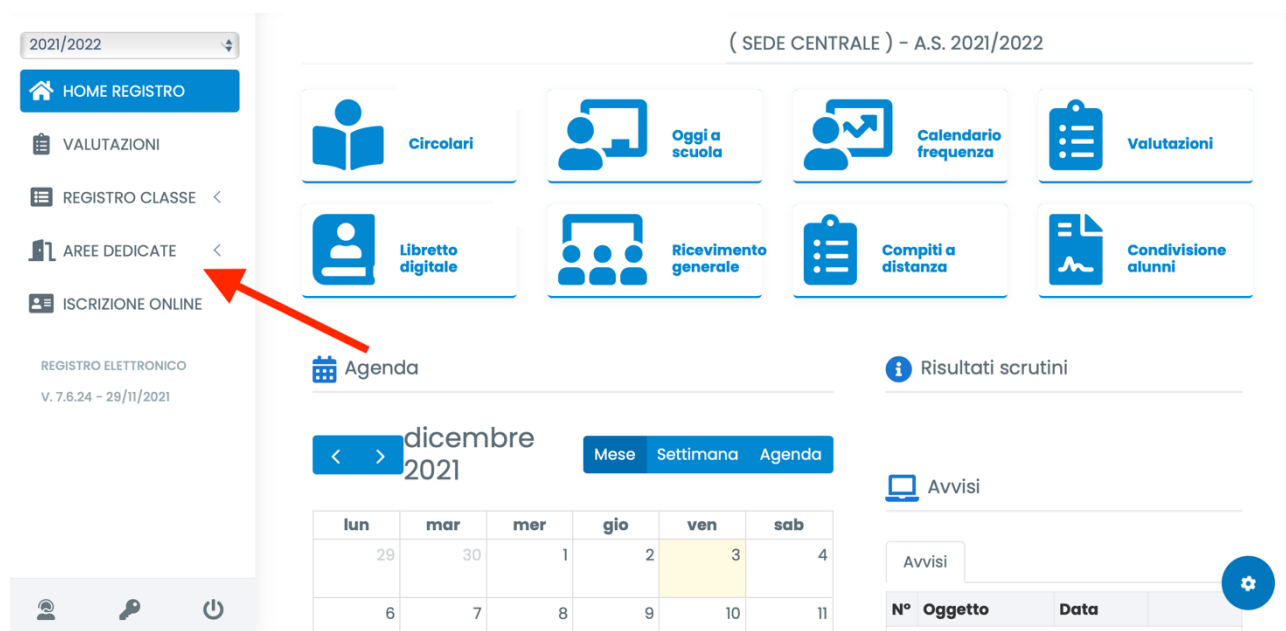 2021/2022
HOME REGISTRO
VALUTAZIONI
REGISTRO CLASSE
AREE DEDICATE
ISCRIZIONE ONLINE
REGISTRO ELETTRONICO
V. 7.6.24 - 29/11/2021
( SEDE CENTRALE ) - A.S. 2021/2022
Circolari
Oggi a
scuola
Calendario
frequenza
Valutazioni
Libretto
digitale
Ricevimento
generale
Compiti a
distanza
Condivisione
alunni
Agenda
dicembre
2021
Mese Settimana Agenda
lun mar mer gio ven sab
29 30 1 2 3 4
6 7 8 9 10 11
Risultati scrutini
Avvisi
Avvisi
N° Oggetto Data